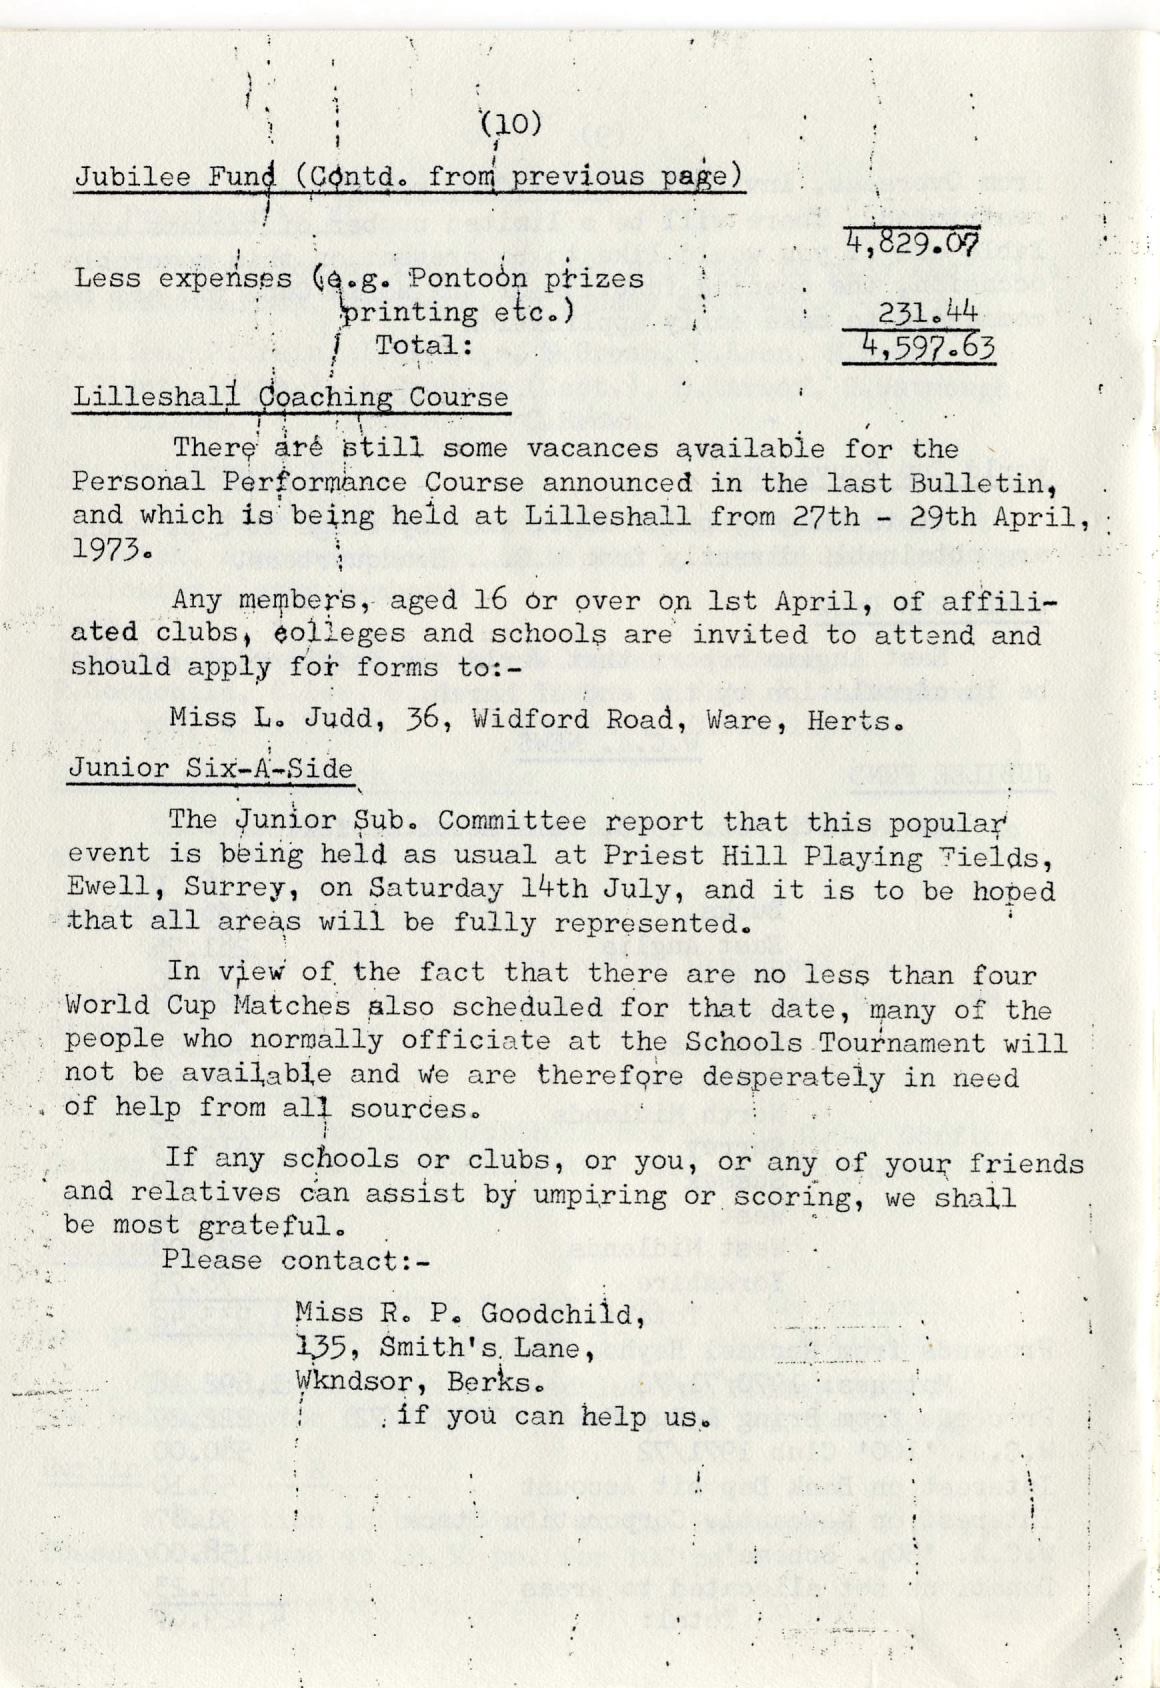 (10)
Jubilee Fund (Contd. from previous page)
4,829.07
Less expenses (e.g. Pontoon prizes
printing etc.) 231.44
Total: 4,597.63
Lilleshall Coaching Course
There are still some vacances available for the
Personal Performance Course announced in the last Bulletin,
and which is being held at Lilleshall from 27th - 29th April,
1973.
Any members, aged 16 or over on 1st April, of affili-
ated clubs, colleges and schools are invited to attend and
should apply for forms to:-
Miss L. Judd, 36, Widford Road, Ware, Herts.
Junior Six-A-Side
The Junior Sub. Committee report that this popular
event is being held as usual at Priest Hill Playing Fields,
Ewell, Surrey, on Saturday 14th July, and it is to be hoped
that all areas will be fully represented.
In view of the fact that there are no less than four
World Cup Matches also scheduled for that date, many of the
people who normally officiate at the Schools Tournament will
not be available and we are therefore desperately in need
of help from all sources.
If any schools or clubs, or you, or any of your friends
and relatives can assist by umpiring or scoring, we shall
be most grateful.
Please contact:-
Miss R. P. Goodchild,
135, Smith's Lane,
Wkndsor, Berks.
if you can help us.